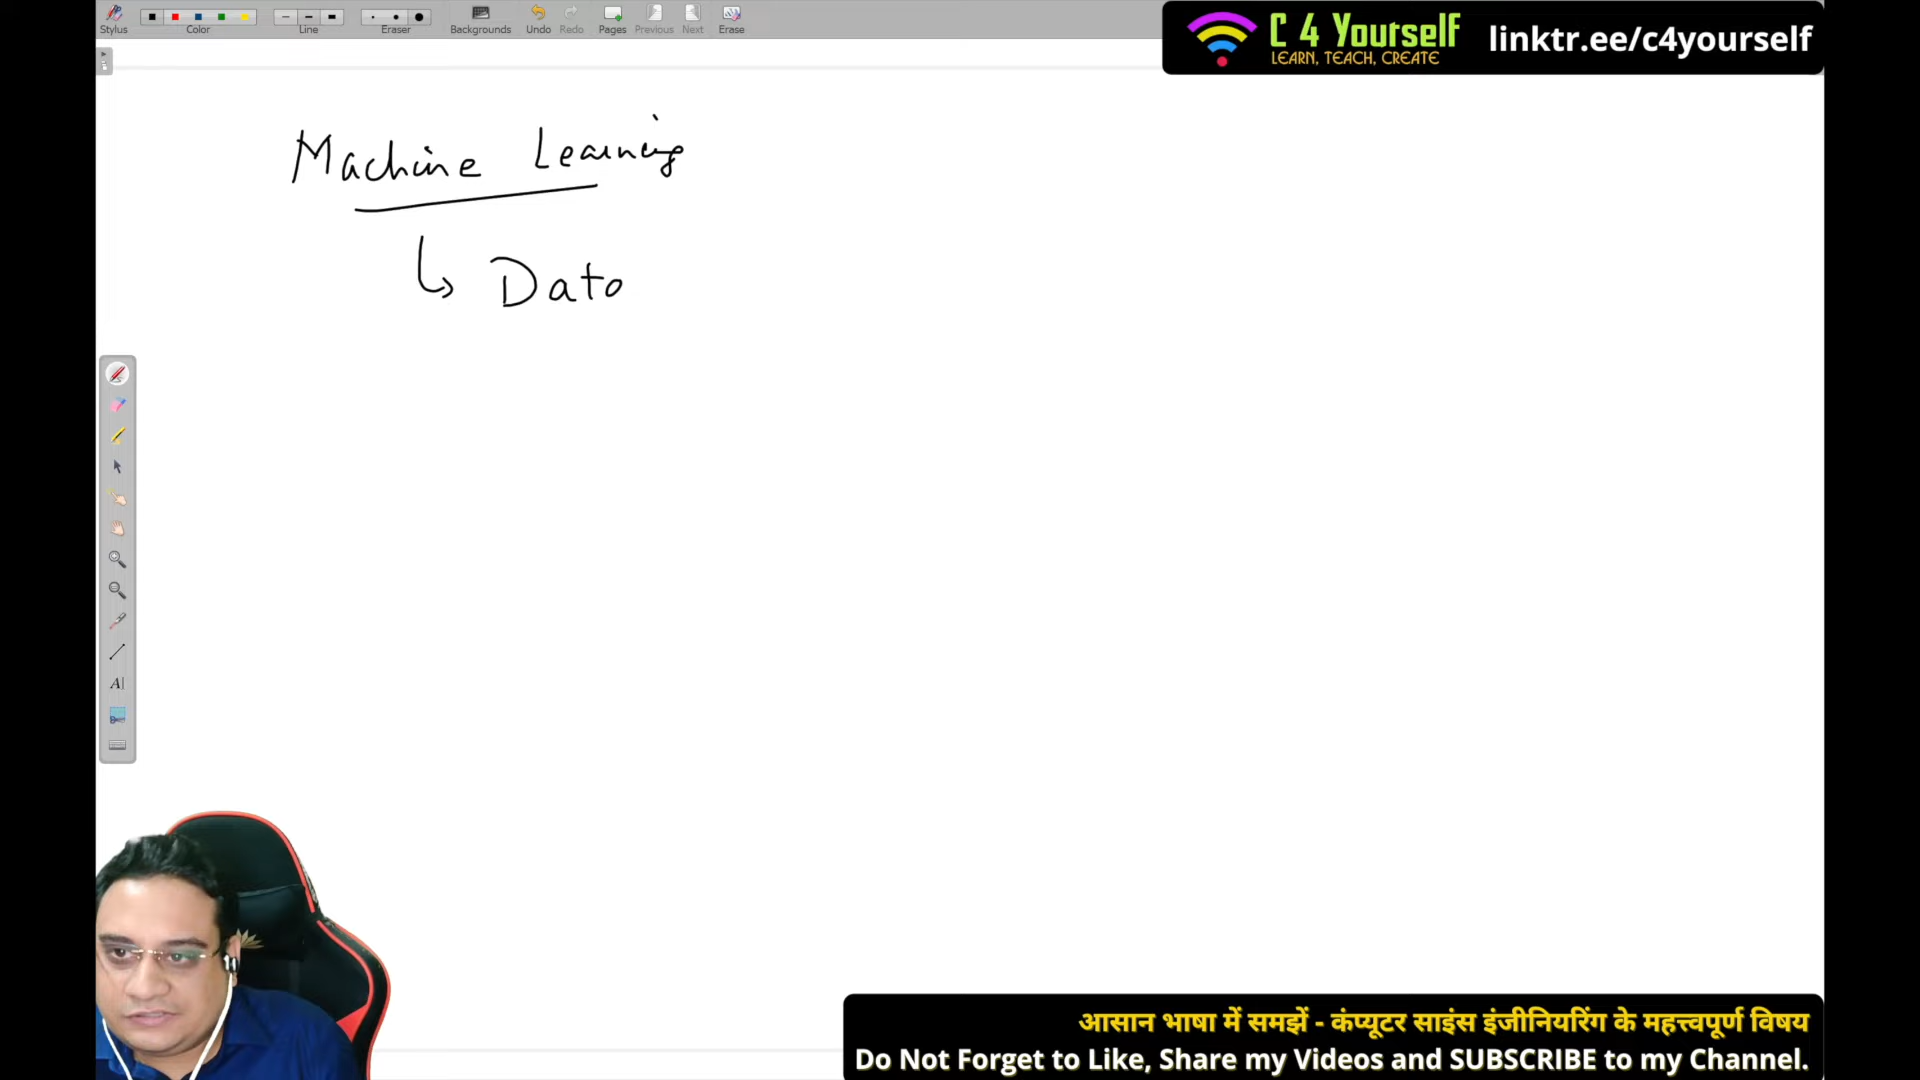 Stylus Color Line Eraser Backgrounds Undo Redo Pages Previous Next Erase
C 4 Yourself
LEARN, TEACH, CREATE
linktr.ee/c4yourself
Machine Learning
Data
A
आसान भाषा में समझें - कंप्यूटर साइंस इंजीनियरिंग के महत्त्वपूर्ण विषय
Do Not Forget to Like, Share my Videos and SUBSCRIBE to my Channel.